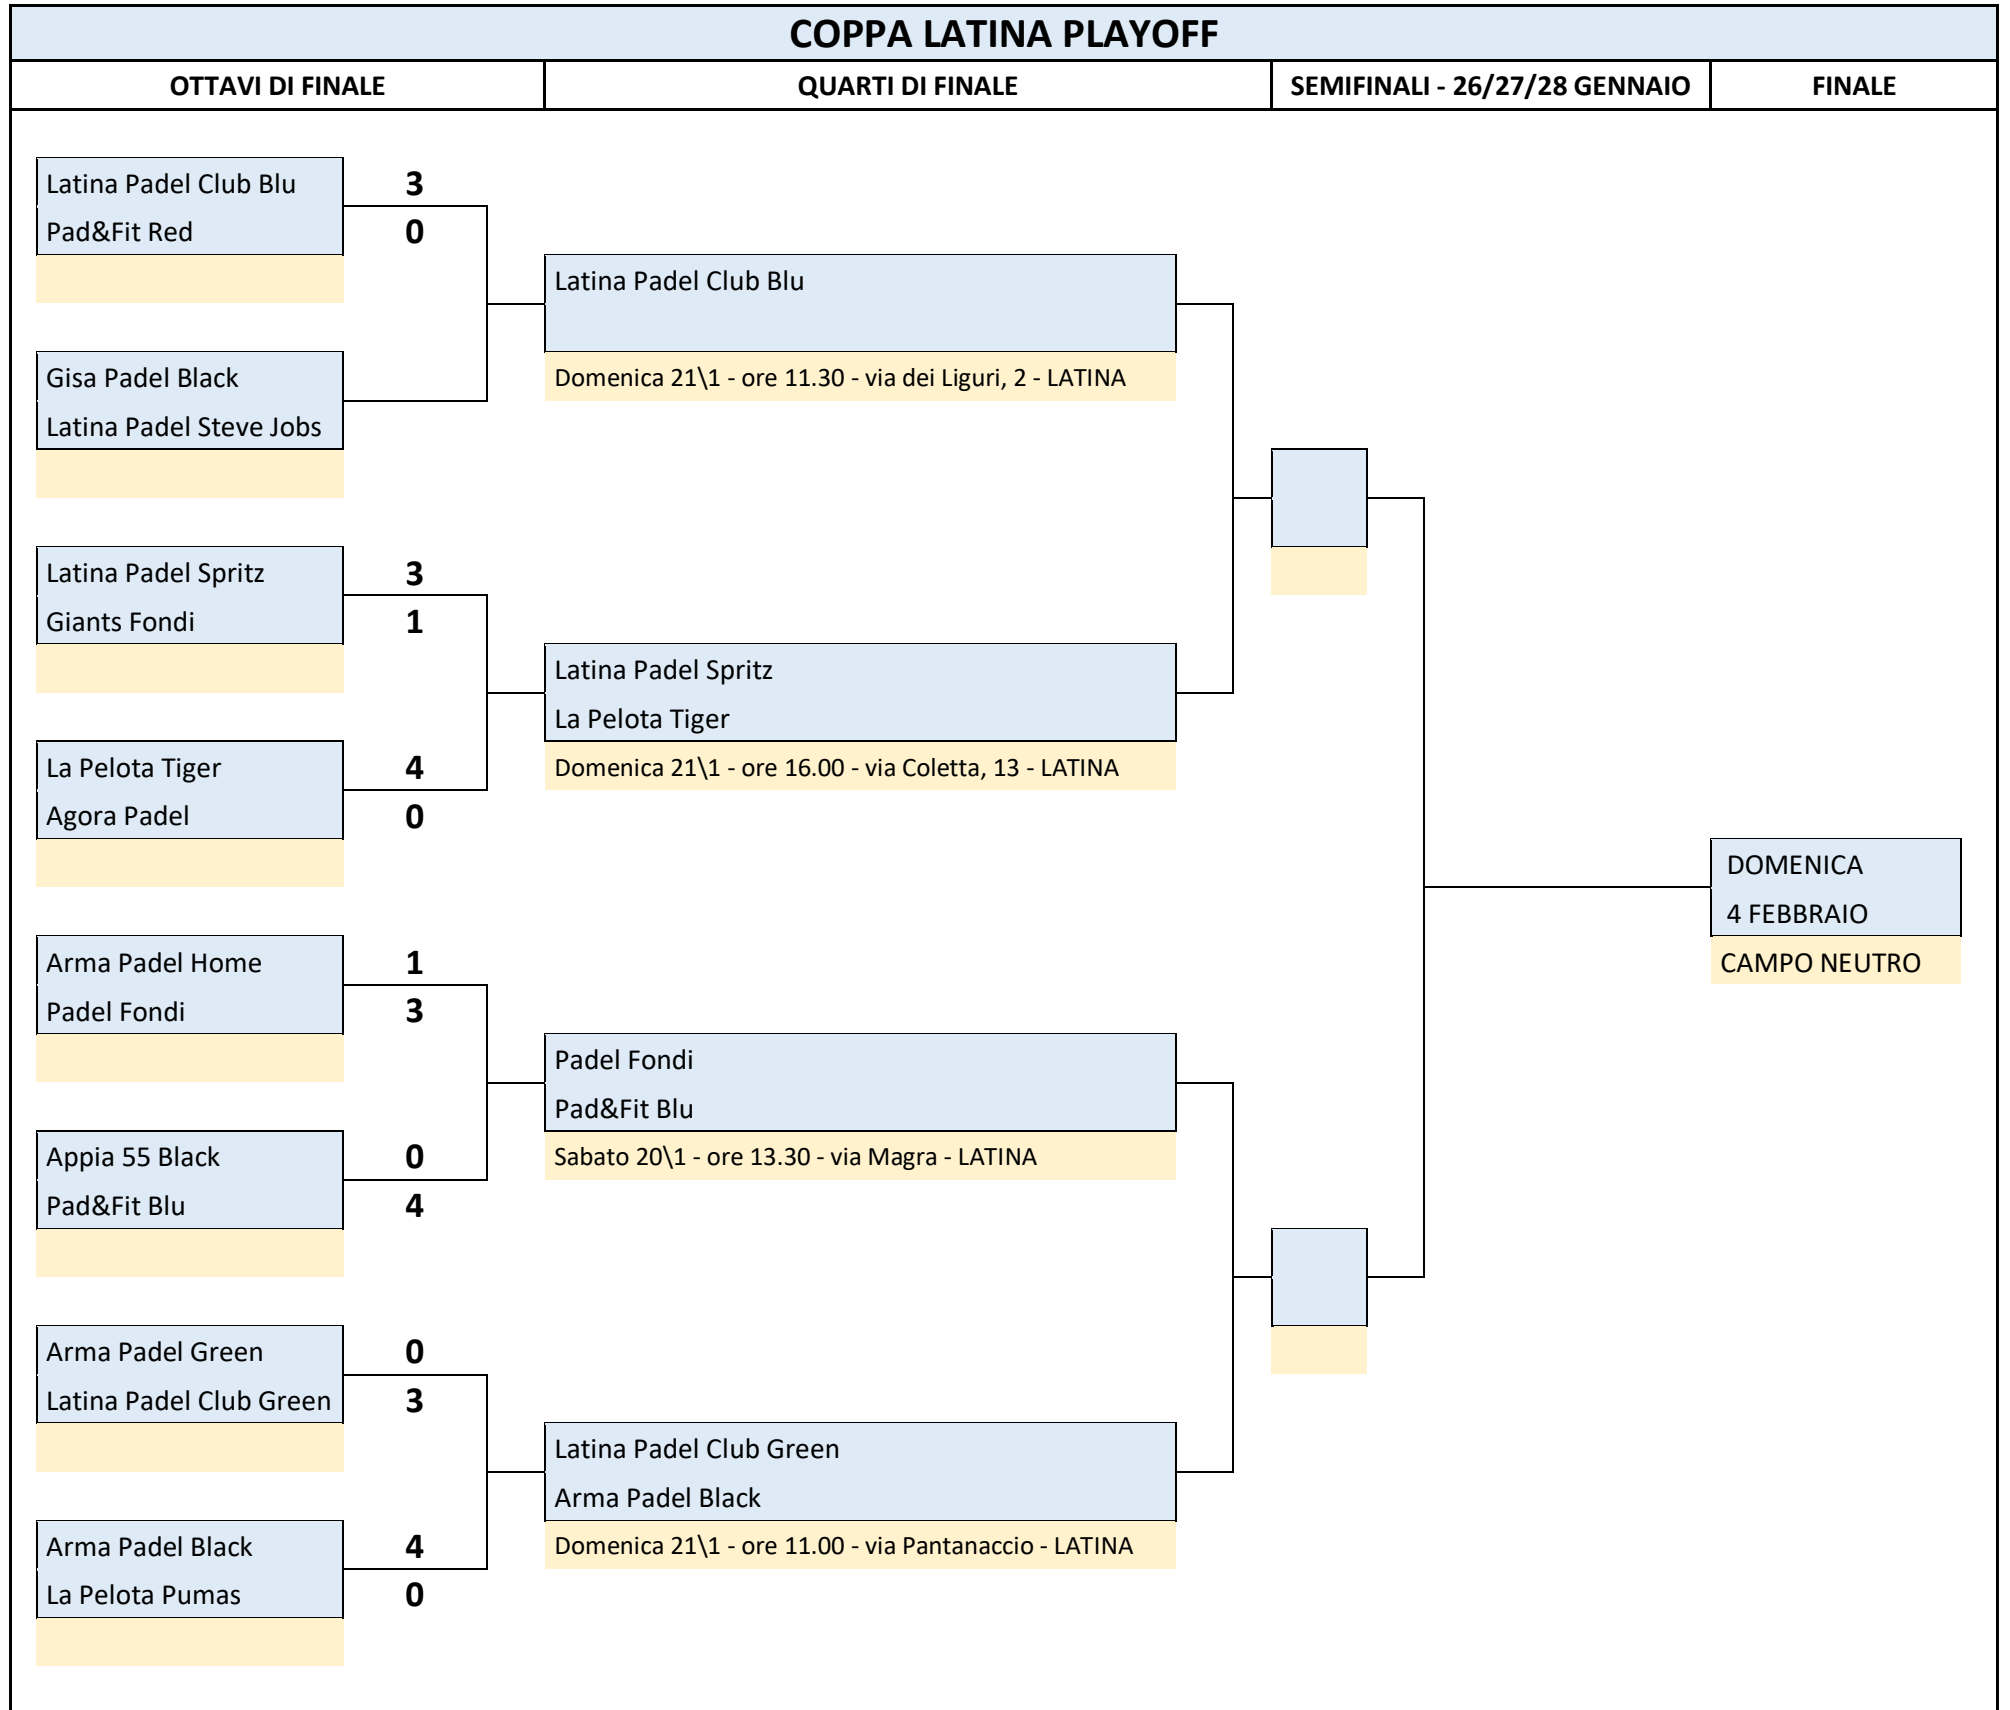 COPPA LATINA PLAYOFF
OTTAVI DI FINALE
QUARTI DI FINALE
SEMIFINALI - 26/27/28 GENNAIO
FINALE
Latina Padel Club Blu 3
Pad&Fit Red 0
Gisa Padel Black
Latina Padel Steve Jobs
Latina Padel Spritz 3
Giants Fondi 1
La Pelota Tiger 4
Agora Padel 0
Arma Padel Home 1
Padel Fondi 3
Appia 55 Black 0
Pad&Fit Blu 4
Arma Padel Green 0
Latina Padel Club Green 3
Arma Padel Black 4
La Pelota Pumas 0
Latina Padel Club Blu
Domenica 21\1 - ore 11.30 - via dei Liguri, 2 - LATINA
Latina Padel Spritz
La Pelota Tiger
Domenica 21\1 - ore 16.00 - via Coletta, 13 - LATINA
Padel Fondi
Pad&Fit Blu
Sabato 20\1 - ore 13.30 - via Magra - LATINA
Latina Padel Club Green
Arma Padel Black
Domenica 21\1 - ore 11.00 - via Pantanaccio - LATINA
DOMENICA
4 FEBBRAIO
CAMPO NEUTRO